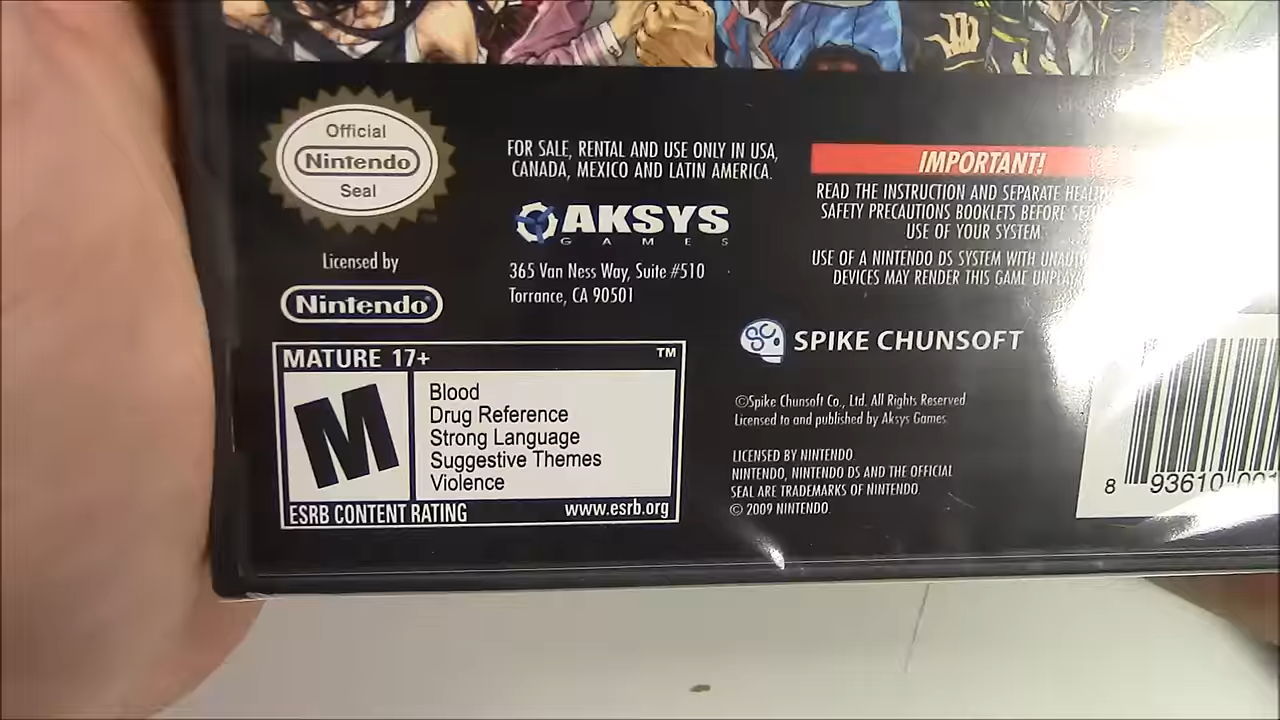 Official
Nintendo
Seal
Licensed by
Nintendo®
MATURE 17+ TM
M
Blood
Drug Reference
Strong Language
Suggestive Themes
Violence
ESRB CONTENT RATING www.esrb.org
FOR SALE, RENTAL AND USE ONLY IN USA,
CANADA, MEXICO AND LATIN AMERICA.
AKSYS
GAMES
365 Van Ness Way, Suite #510
Torrance, CA 90501
IMPORTANT!
READ THE INSTRUCTION AND SEPARATE
SAFETY PRECAUTIONS BOOKLETS BEFORE
USE OF YOUR SYSTEM.
USE OF A NINTENDO DS SYSTEM WITH
DEVICES MAY RENDER THIS GAME
SPIKE CHUNSOFT
©Spike Chunsoft Co., Ltd. All Rights Reserved
Licensed to and published by Aksys Games.
LICENSED BY NINTENDO.
NINTENDO, NINTENDO DS AND THE OFFICIAL
SEAL ARE TRADEMARKS OF NINTENDO.
© 2009 NINTENDO.
8 93610